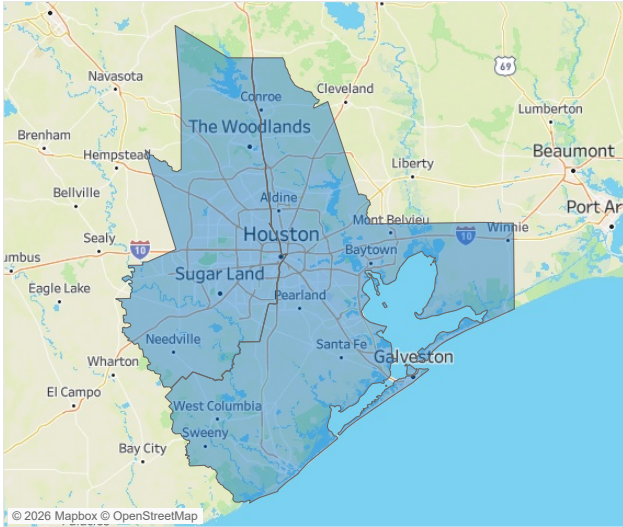 69
Navasota
Conroe
Cleveland
Lumberton
The Woodlands
Brenham
Hempstead
Beaumont
Liberty
Bellville
Aldine
Port Ar
Mont Belvieu
Winnie
Houston
10
10
Sealy
Baytown
umbus
Sugar Land
Eagle Lake
Pearland
Needville
Santa Fe
Galveston
Wharton
El Campo
West Columbia
Sweeny
Bay City
© 2026 Mapbox © OpenStreetMap